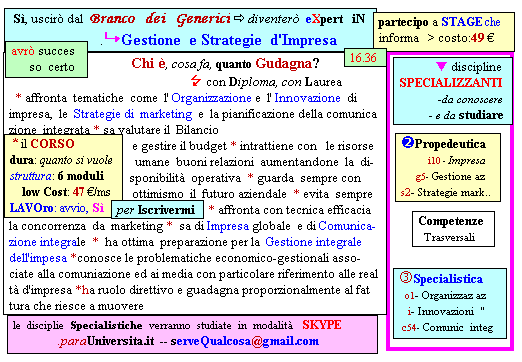 Sì, uscirò dal Branco dei Generici ⇨ diventerò eXpert iN
.↪Gestione e Strategie d'Impresa
partecipo a STAGE che
informa > costo:49 €
avrò succes
so certo
16.36
Chi è, cosa fa, quanto Gudagna?
con Diploma, con Laurea
* affronta tematiche come l'Organizzazione e l'Innovazione di
impresa, le Strategie di marketing e la pianificazione della comunica
zione integrata * sa valutare il Bilancio
e gestire il budget * intrattiene con le risorse
umane buoni relazioni aumentandone la di-
sponibilità operativa * guarda sempre con
ottimismo il futuro aziendale * evita sempre
* affronta con tecnica efficacia
la concorrenza da marketing * sa di Impresa globale e di Comunica-
zione integrale * ha ottima preparazione per la Gestione integrale
dell'impesa *conosce le problematiche economico-gestionali asso-
ciate alla comuniazione ed ai media con particolare riferimento alle real
tà d'impresa *ha ruolo direttivo e guadagna proporzionalmente al fat
tura che riesce a muovere
* il CORSO
dura: quanto si vuole
struttura: 6 moduli
low Cost: 47 €/ms
LAVOro: avvio, Si
per Iscrivermi
▼ discipline
SPECIALIZZANTI
-da conoscere
- e da studiare
❷Propedeutica
i10- Impresa
g5- Gestione az
s2- Strategie mark..
Competenze
Trasversali
③Specialistica
o1- Organizzaz az
i- Innovazioni "
c54- Comunic integ
le disciplie Specialistiche verranno studiate in modalità SKYPE
.paraUniversita.it -- serveQualcosa@gmail.com